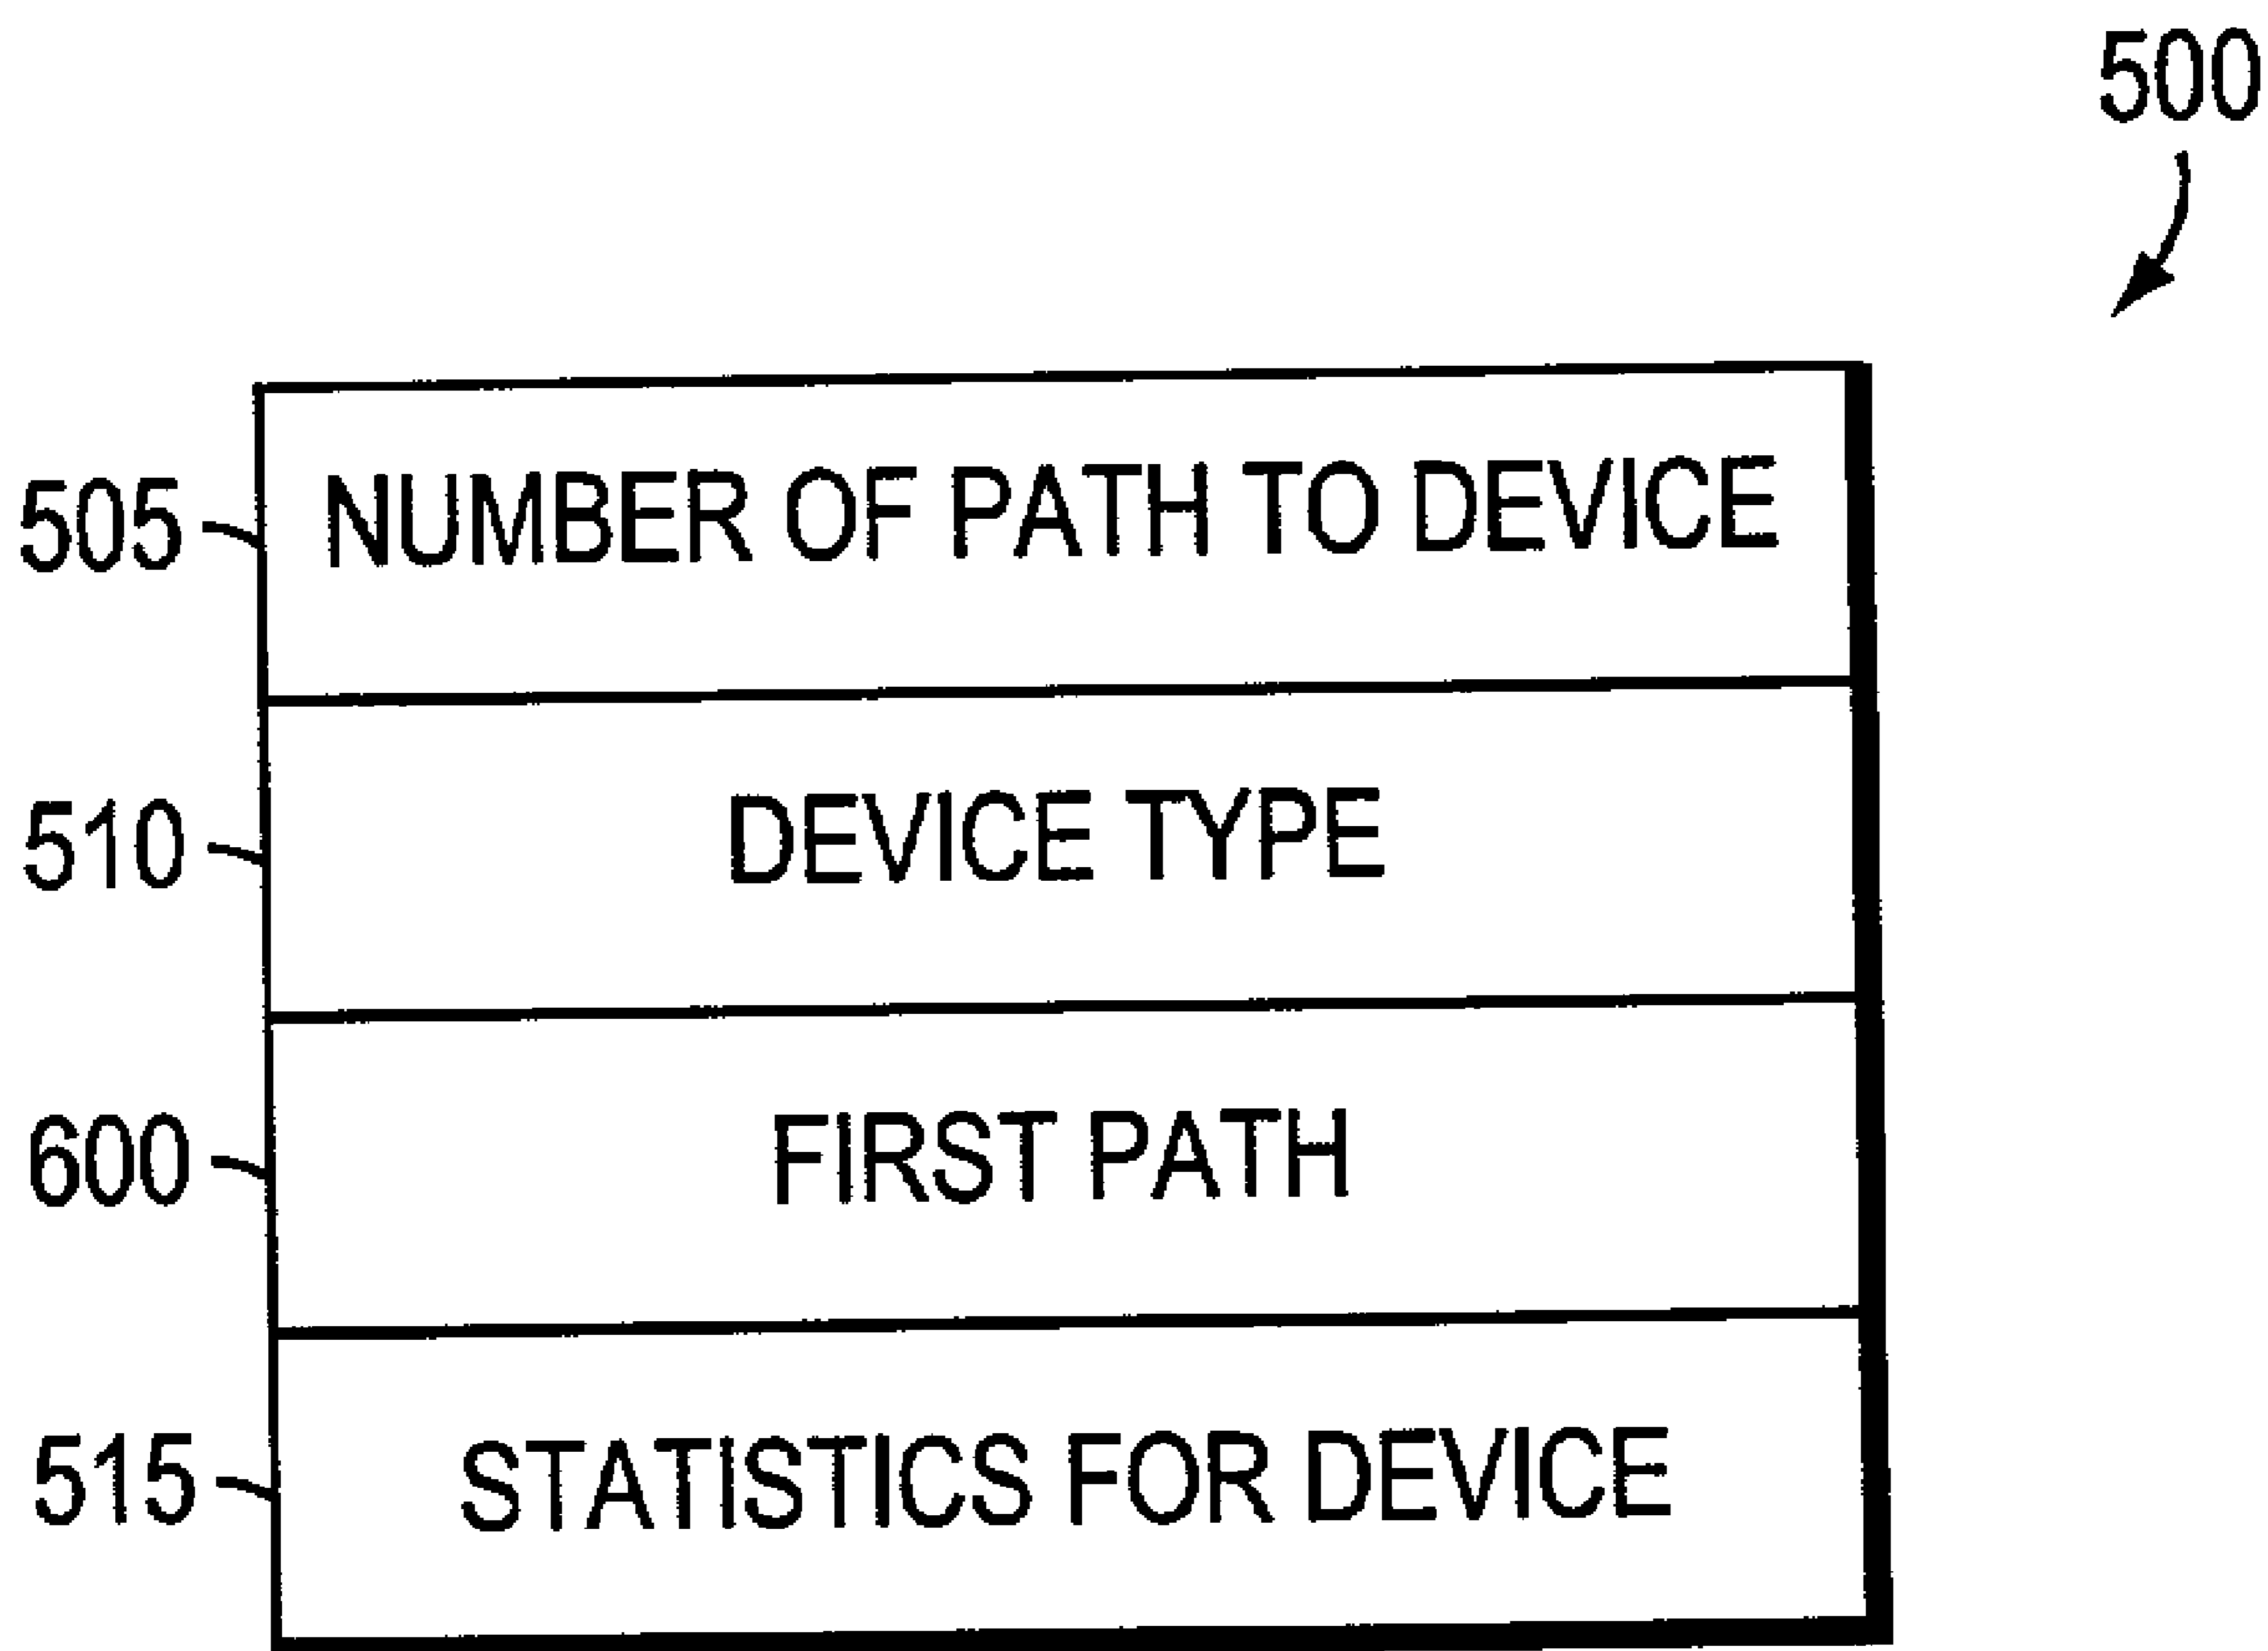 500
505 NUMBER OF PATH TO DEVICE
510 DEVICE TYPE
600 FIRST PATH
515 STATISTICS FOR DEVICE